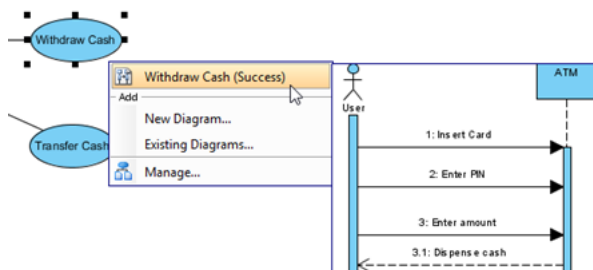 Withdraw Cash
Withdraw Cash (Success)
Add
New Diagram...
Existing Diagrams...
Manage...
Transfer Cash
User
ATM
1: Insert Card
2: Enter PIN
3: Enter amount
3.1: Dispense cash